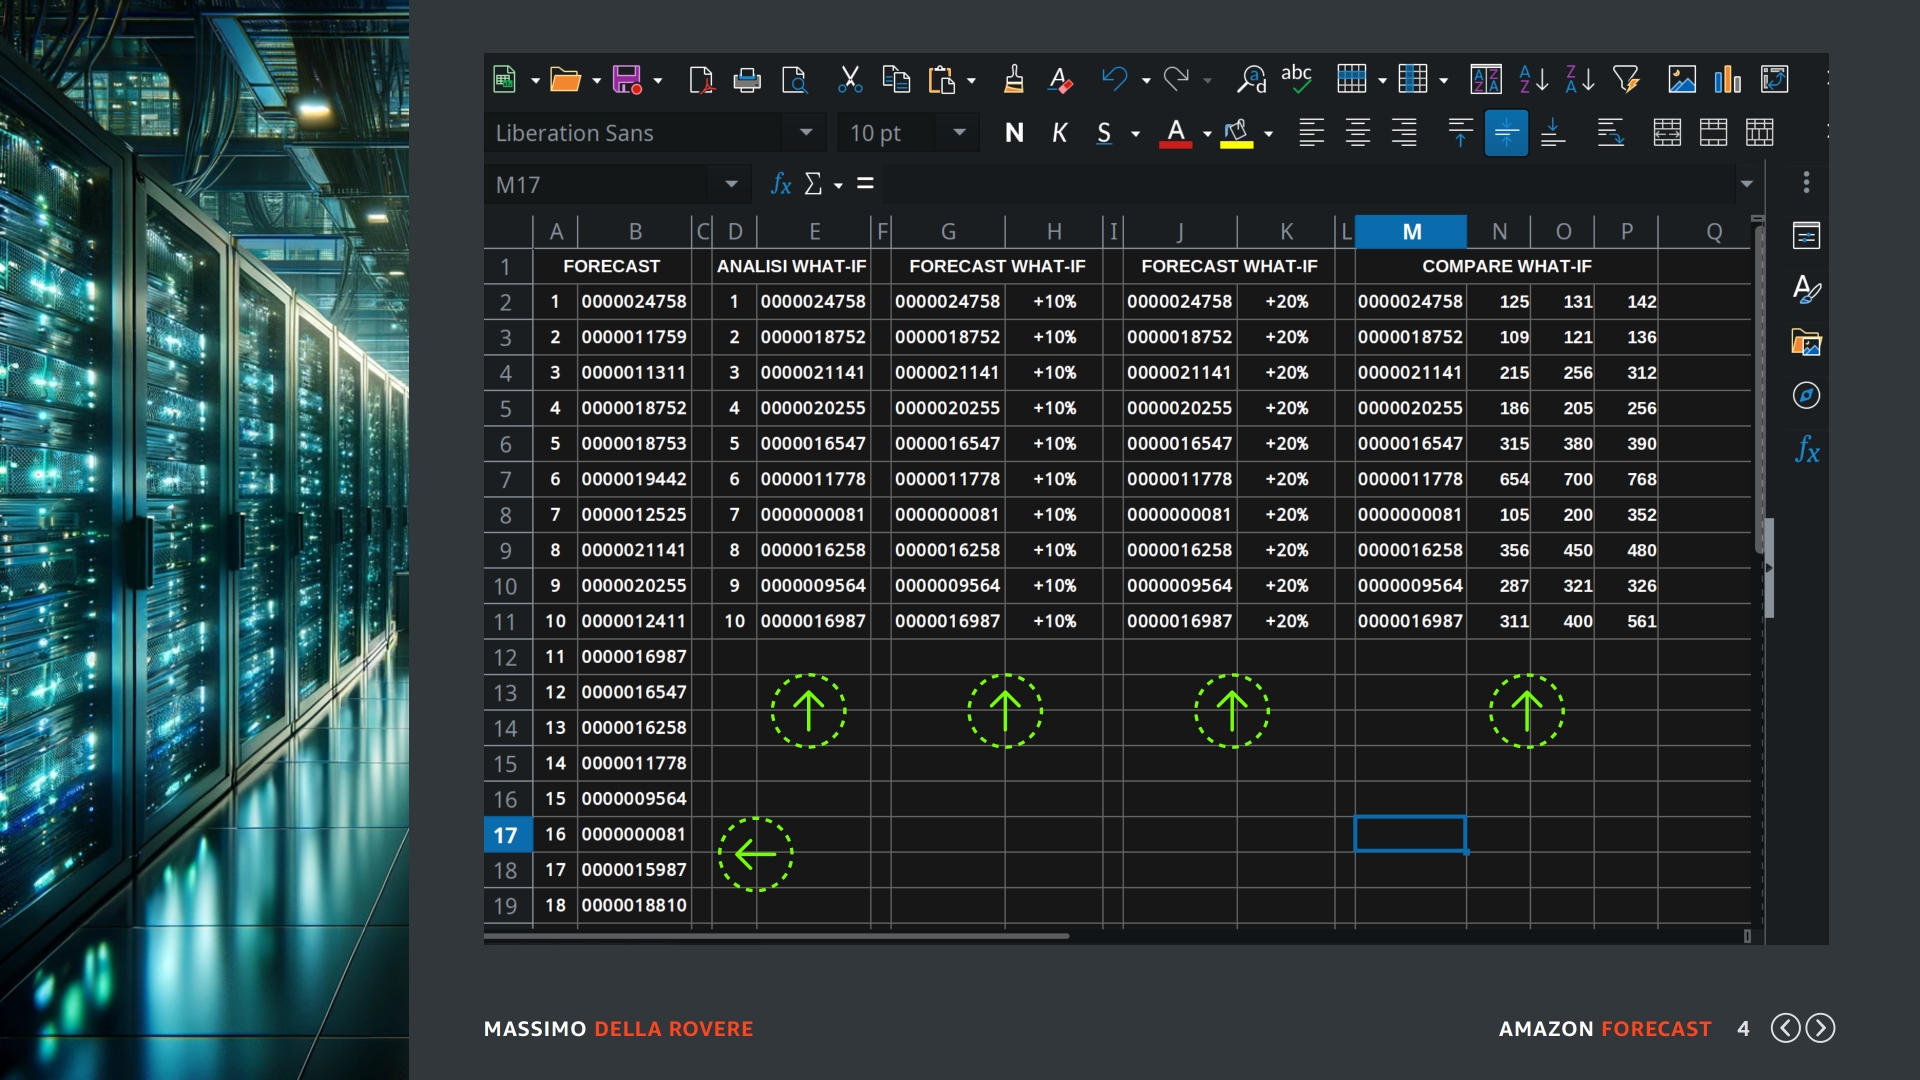 abc
Liberation Sans 10 pt N K S A
M17 fx Σ =
A B C D E F G H I J K L M N O P Q
1 FORECAST ANALISI WHAT-IF FORECAST WHAT-IF FORECAST WHAT-IF COMPARE WHAT-IF
2 1 0000024758 1 0000024758 0000024758 +10% 0000024758 +20% 0000024758 125 131 142
3 2 0000011759 2 0000018752 0000018752 +10% 0000018752 +20% 0000018752 109 121 136
4 3 0000011311 3 0000021141 0000021141 +10% 0000021141 +20% 0000021141 215 256 312
5 4 0000018752 4 0000020255 0000020255 +10% 0000020255 +20% 0000020255 186 205 256
6 5 0000018753 5 0000016547 0000016547 +10% 0000016547 +20% 0000016547 315 380 390
7 6 0000019442 6 0000011778 0000011778 +10% 0000011778 +20% 0000011778 654 700 768
8 7 0000012525 7 0000000081 0000000081 +10% 0000000081 +20% 0000000081 105 200 352
9 8 0000021141 8 0000016258 0000016258 +10% 0000016258 +20% 0000016258 356 450 480
10 9 0000020255 9 0000009564 0000009564 +10% 0000009564 +20% 0000009564 287 321 326
11 10 0000012411 10 0000016987 0000016987 +10% 0000016987 +20% 0000016987 311 400 561
12 11 0000016987
13 12 0000016547
14 13 0000016258
15 14 0000011778
16 15 0000009564
17 16 0000000081
18 17 0000015987
19 18 0000018810
fx
MASSIMO DELLA ROVERE
AMAZON FORECAST 4